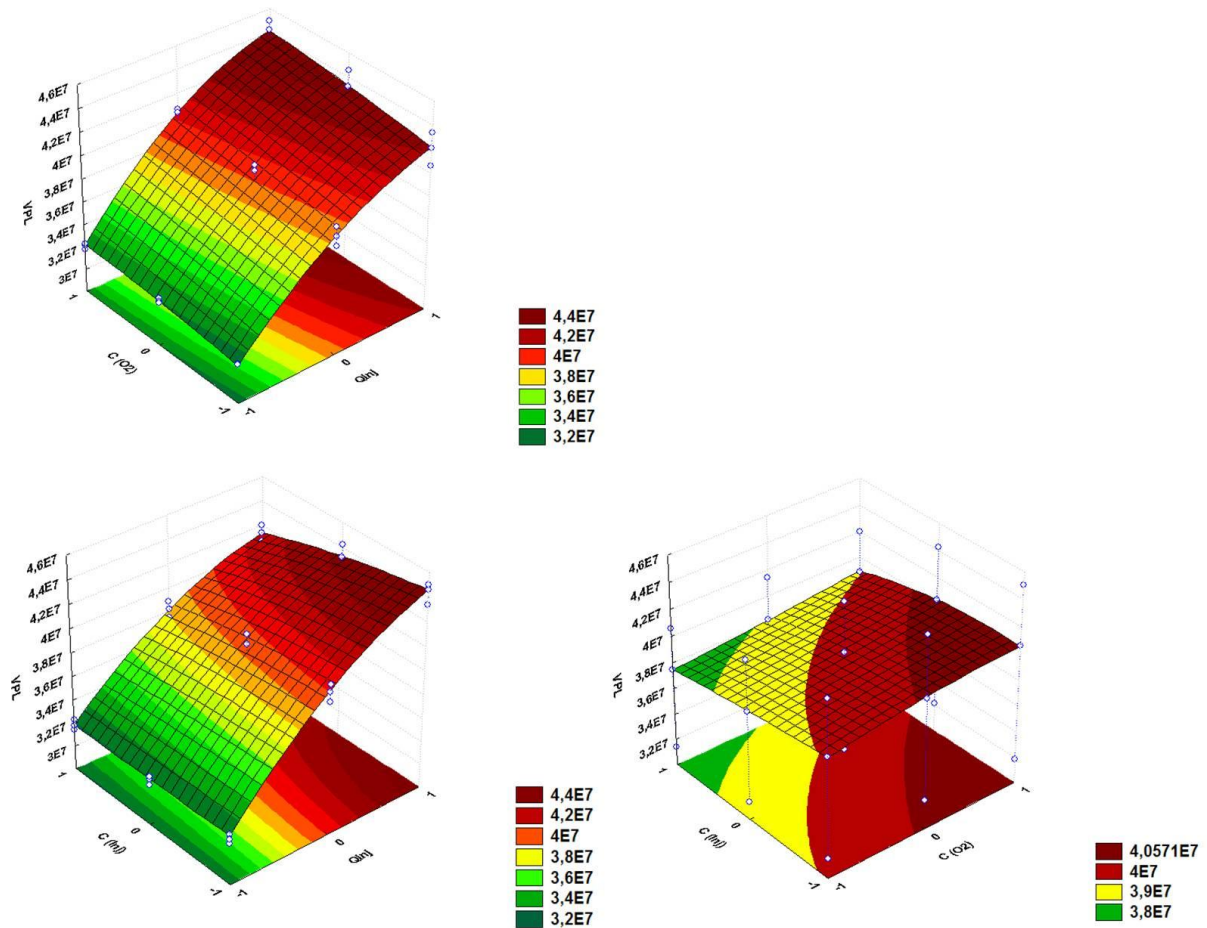 4,6E7
4,4E7
4,2E7
4E7
3,8E7
3,6E7
3,4E7
3,2E7
3E7
VPL
1
0
-1
C (O2)
-1
0
1
Qinj
4,4E7
4,2E7
4E7
3,8E7
3,6E7
3,4E7
3,2E7
4,6E7
4,4E7
4,2E7
4E7
3,8E7
3,6E7
3,4E7
3,2E7
3E7
VPL
1
0
-1
C (Inj)
-1
0
1
Qinj
4,4E7
4,2E7
4E7
3,8E7
3,6E7
3,4E7
3,2E7
4,6E7
4,4E7
4,2E7
4E7
3,8E7
3,6E7
3,4E7
3,2E7
VPL
1
0
-1
C (Inj)
-1
0
1
C (O2)
4,0571E7
4E7
3,9E7
3,8E7